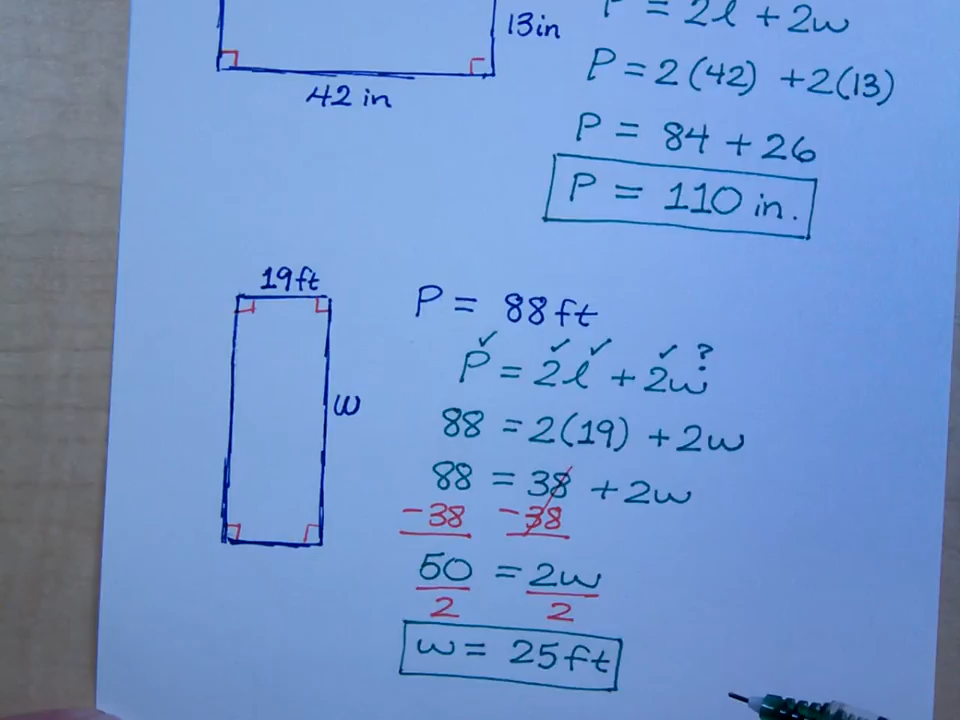 P = 2l + 2w
13in
P = 2(42) + 2(13)
42 in
P = 84 + 26
P = 110 in.
19ft
P = 88ft
✓ ✓ ✓ ✓ ?
P = 2l + 2w
w
88 = 2(19) + 2w
88 = 38 + 2w
-38 -38
50 = 2w
2 2
w = 25ft